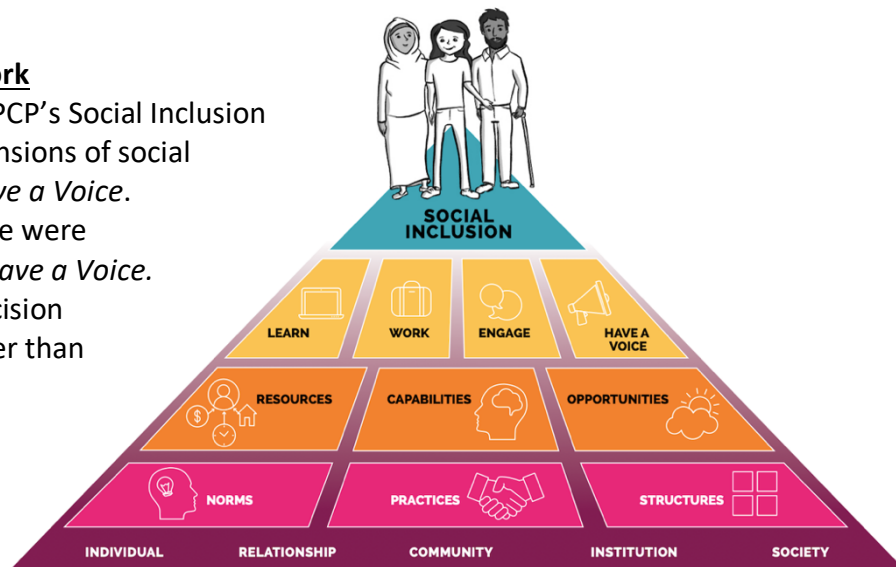 ork
PCP’s Social Inclusion
nsions of social
ve a Voice.
e were
ave a Voice.
cision
er than
SOCIAL
INCLUSION
LEARN
WORK
ENGAGE
HAVE A
VOICE
RESOURCES
CAPABILITIES
OPPORTUNITIES
$
NORMS
PRACTICES
STRUCTURES
INDIVIDUAL
RELATIONSHIP
COMMUNITY
INSTITUTION
SOCIETY